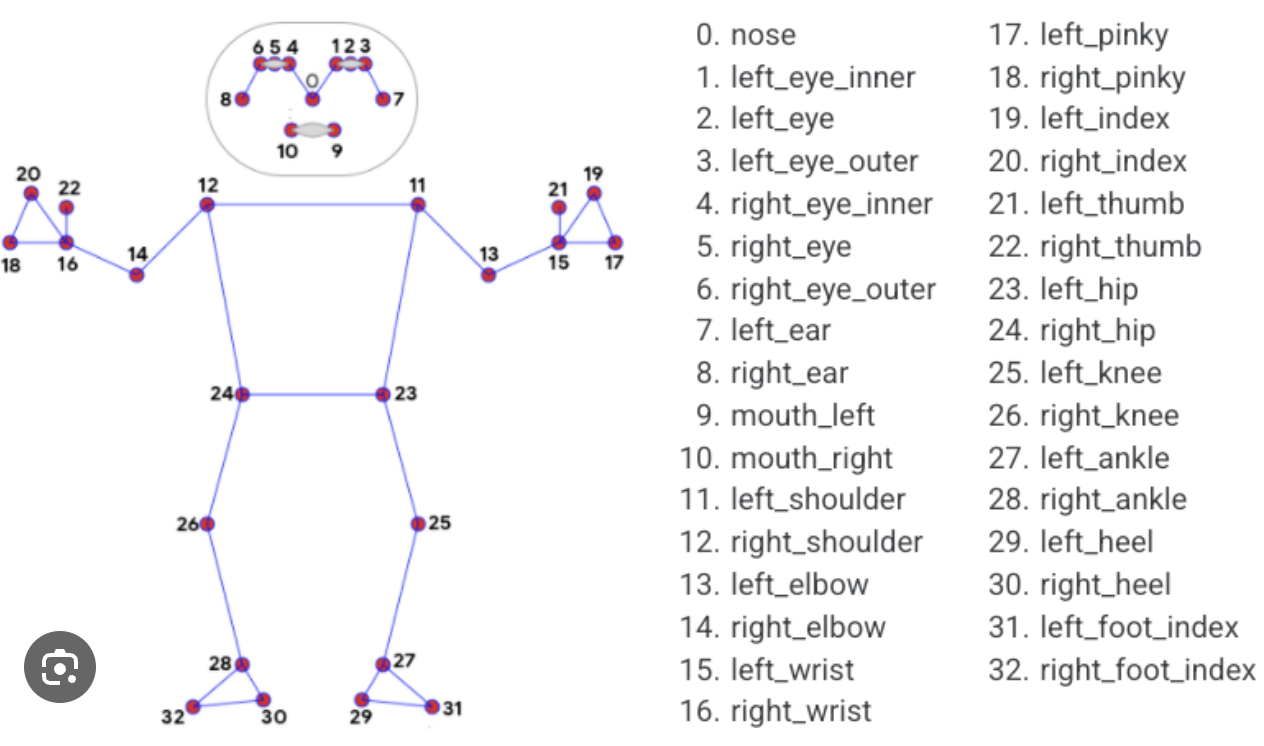 6 5 4 1 2 3
0
8 7
10 9
20 19
22 12 11 21
14 13
18 16 15 17
24 23
26 25
28 27
32 30 29 31
0. nose
1. left_eye_inner
2. left_eye
3. left_eye_outer
4. right_eye_inner
5. right_eye
6. right_eye_outer
7. left_ear
8. right_ear
9. mouth_left
10. mouth_right
11. left_shoulder
12. right_shoulder
13. left_elbow
14. right_elbow
15. left_wrist
16. right_wrist
17. left_pinky
18. right_pinky
19. left_index
20. right_index
21. left_thumb
22. right_thumb
23. left_hip
24. right_hip
25. left_knee
26. right_knee
27. left_ankle
28. right_ankle
29. left_heel
30. right_heel
31. left_foot_index
32. right_foot_index